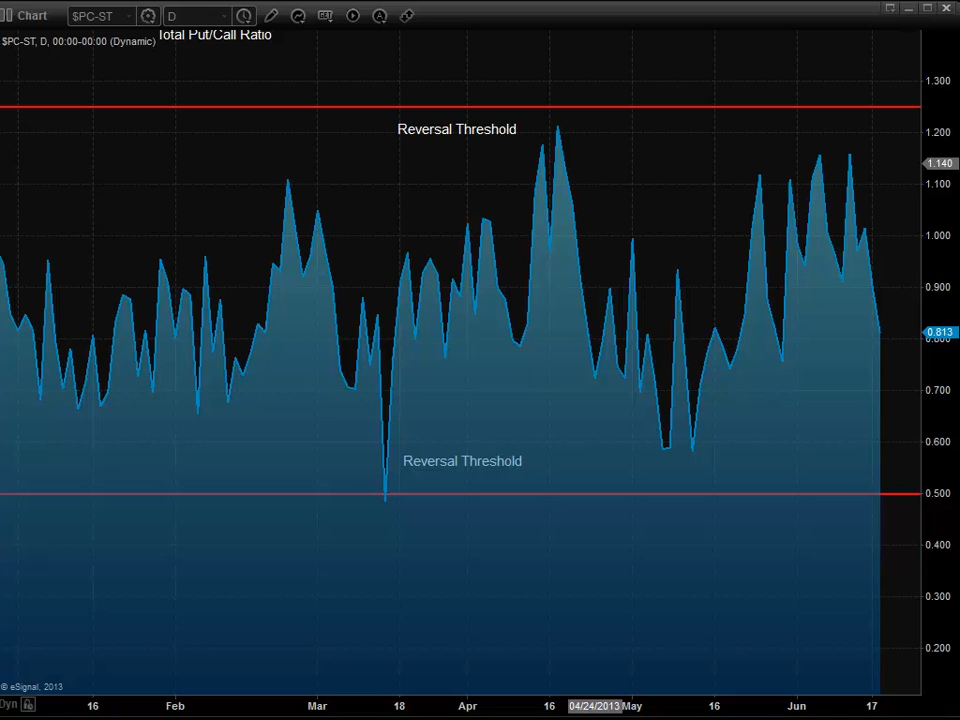 Chart $PC-ST D
Total Put/Call Ratio
$PC-ST, D, 00:00-00:00 (Dynamic)
1.300
Reversal Threshold
1.200
1.140
1.100
1.000
0.900
0.813
0.800
0.700
0.600
Reversal Threshold
0.500
0.400
0.300
0.200
© eSignal, 2013
Dyn 16 Feb Mar 18 Apr 16 04/24/2013 May 16 Jun 17